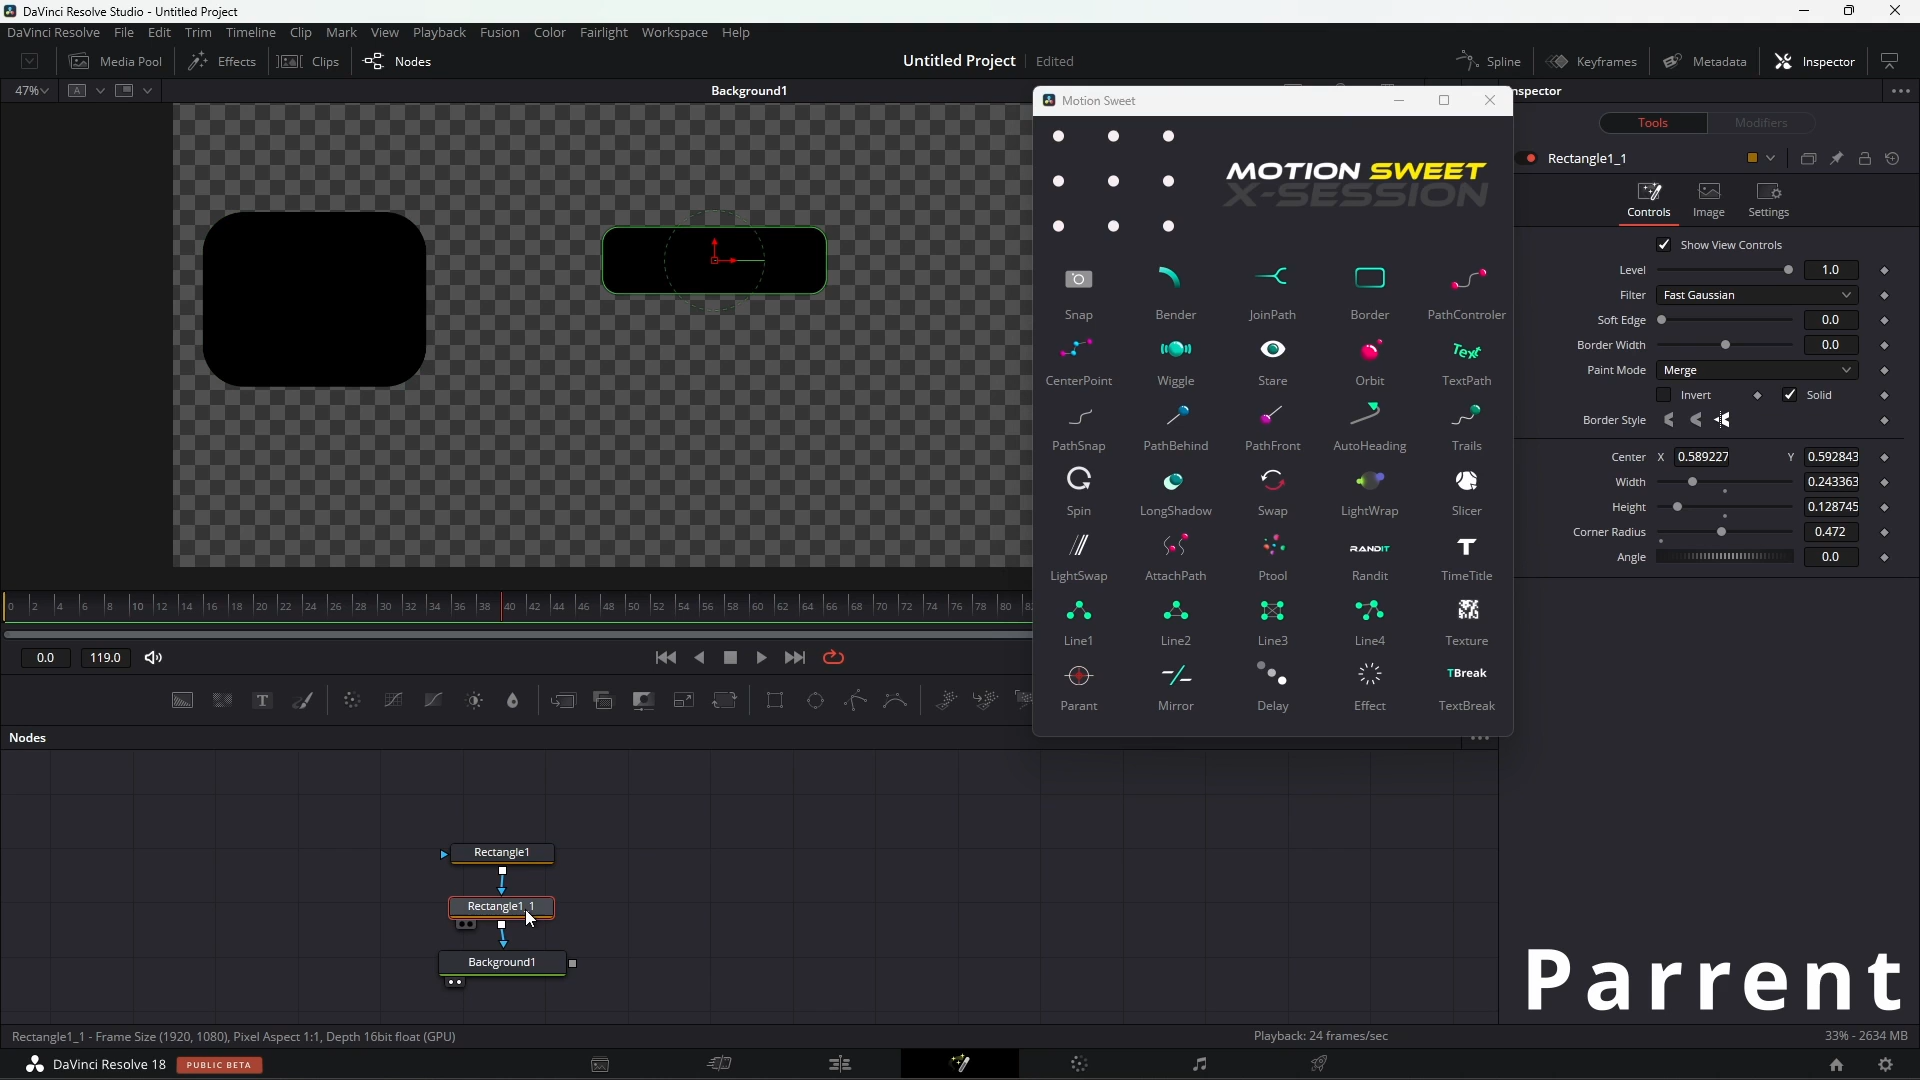 DaVinci Resolve Studio - Untitled Project
DaVinci Resolve File Edit Trim Timeline Clip Mark View Playback Fusion Color Fairlight Workspace Help
Media Pool Effects Clips Nodes Untitled Project Edited Spline Keyframes Metadata Inspector
47% A Background1
Motion Sweet
nspector
Tools Modifiers
Rectangle1_1
MOTION SWEET
X-SESSION
Controls Image Settings
Show View Controls
Level 1.0
Filter Fast Gaussian
Soft Edge 0.0
Border Width 0.0
Paint Mode Merge
Invert Solid
Border Style
Center X 0.589227 Y 0.592843
Width 0.243363
Height 0.128745
Corner Radius 0.472
Angle 0.0
Snap Bender JoinPath Border PathControler
Text
CenterPoint Wiggle Stare Orbit TextPath
PathSnap PathBehind PathFront AutoHeading Trails
Spin LongShadow Swap LightWrap Slicer
RANDIT
T
LightSwap AttachPath Ptool Randit TimeTitle
Line1 Line2 Line3 Line4 Texture
TBreak
Parant Mirror Delay Effect TextBreak
0 2 4 6 8 10 12 14 16 18 20 22 24 26 28 30 32 34 36 38 40 42 44 46 48 50 52 54 56 58 60 62 64 66 68 70 72 74 76 78 80
0.0 119.0
T
Nodes
Rectangle1
Rectangle1_1
Background1
Parrent
Rectangle1_1 - Frame Size (1920, 1080), Pixel Aspect 1:1, Depth 16bit float (GPU)
Playback: 24 frames/sec
33% - 2634 MB
DaVinci Resolve 18 PUBLIC BETA